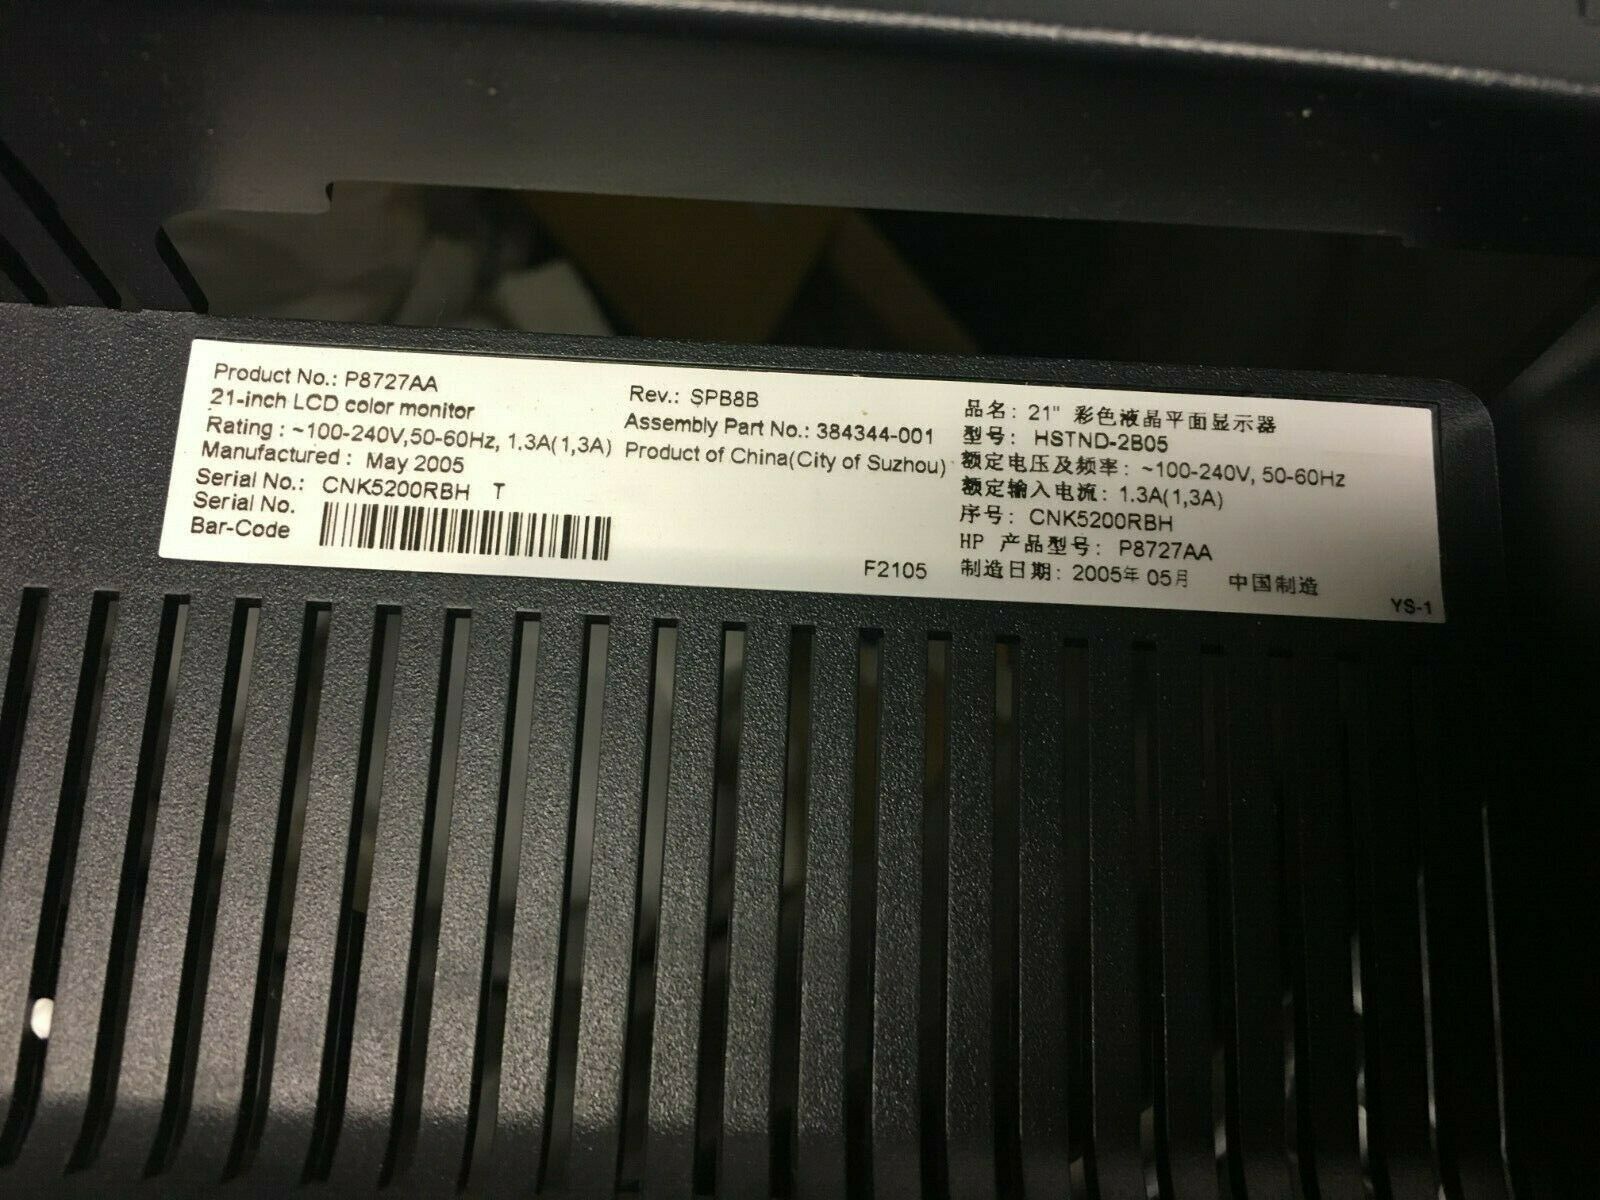 Product No.: P8727AA
21-inch LCD color monitor
Rating : ~100-240V,50-60Hz, 1.3A(1,3A)
Manufactured : May 2005
Serial No.: CNK5200RBH T
Serial No.
Bar-Code
Rev.: SPB8B
Assembly Part No.: 384344-001
Product of China(City of Suzhou)
F2105
品名: 21" 彩色液晶平面显示器
型号: HSTND-2B05
额定电压及频率: ~100-240V, 50-60Hz
额定输入电流: 1.3A(1,3A)
序号: CNK5200RBH
HP 产品型号: P8727AA
制造日期: 2005年 05月 中国制造
YS-1